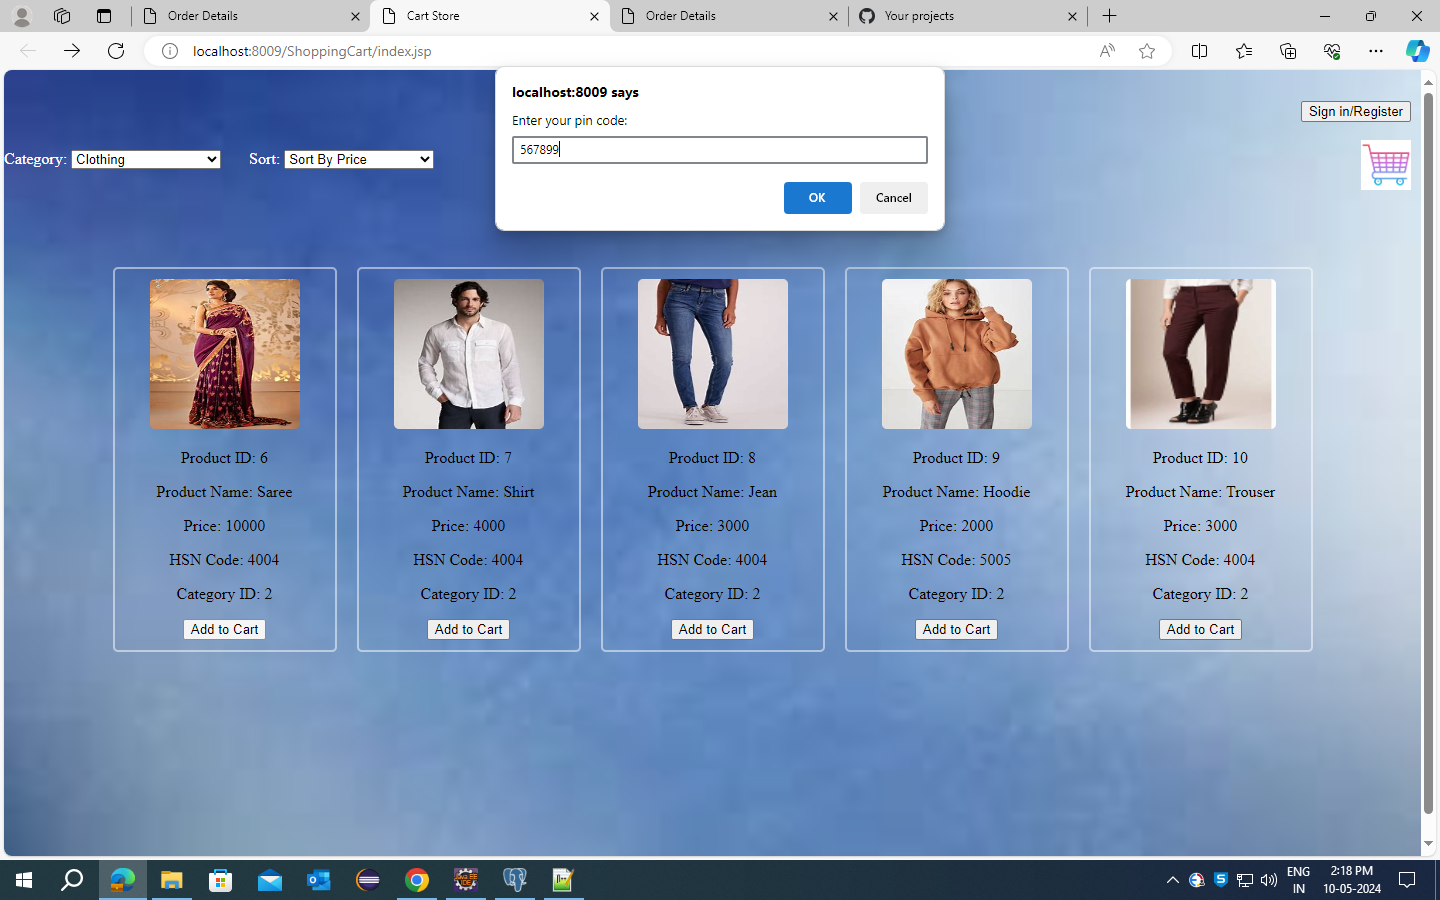 Order Details
Cart Store
Order Details
Your projects
localhost:8009/ShoppingCart/index.jsp
localhost:8009 says
Enter your pin code:
567899
OK Cancel
Sign in/Register
Category: Clothing Sort: Sort By Price
Product ID: 6
Product Name: Saree
Price: 10000
HSN Code: 4004
Category ID: 2
Add to Cart
Product ID: 7
Product Name: Shirt
Price: 4000
HSN Code: 4004
Category ID: 2
Add to Cart
Product ID: 8
Product Name: Jean
Price: 3000
HSN Code: 4004
Category ID: 2
Add to Cart
Product ID: 9
Product Name: Hoodie
Price: 2000
HSN Code: 5005
Category ID: 2
Add to Cart
Product ID: 10
Product Name: Trouser
Price: 3000
HSN Code: 4004
Category ID: 2
Add to Cart
ENG
IN
2:18 PM
10-05-2024